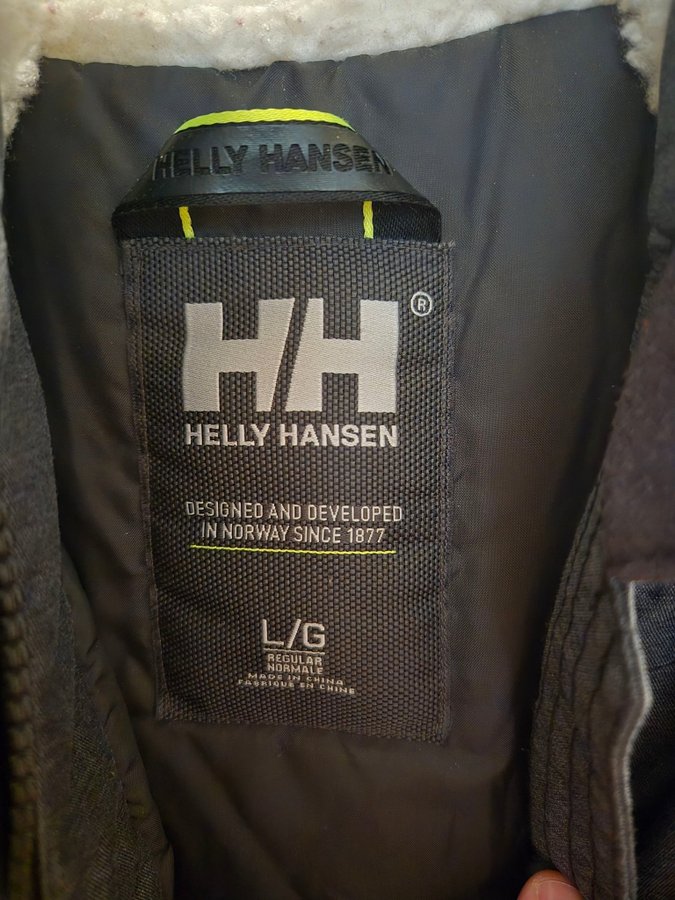 HELLY HANSEN
HH®
HELLY HANSEN
DESIGNED AND DEVELOPED
IN NORWAY SINCE 1877
L/G
REGULAR
NORMALE
MADE IN CHINA
FABRIQUE EN CHINE